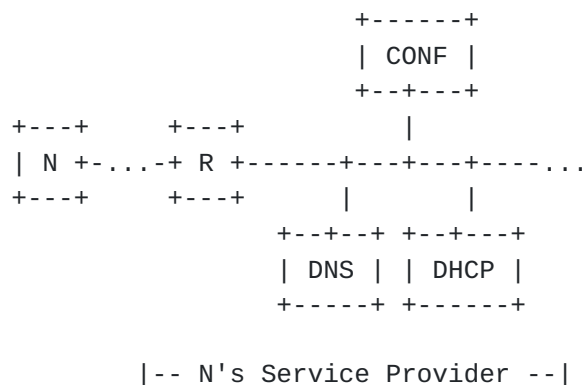 CONF
N R ...
DNS DHCP
|-- N's Service Provider --|